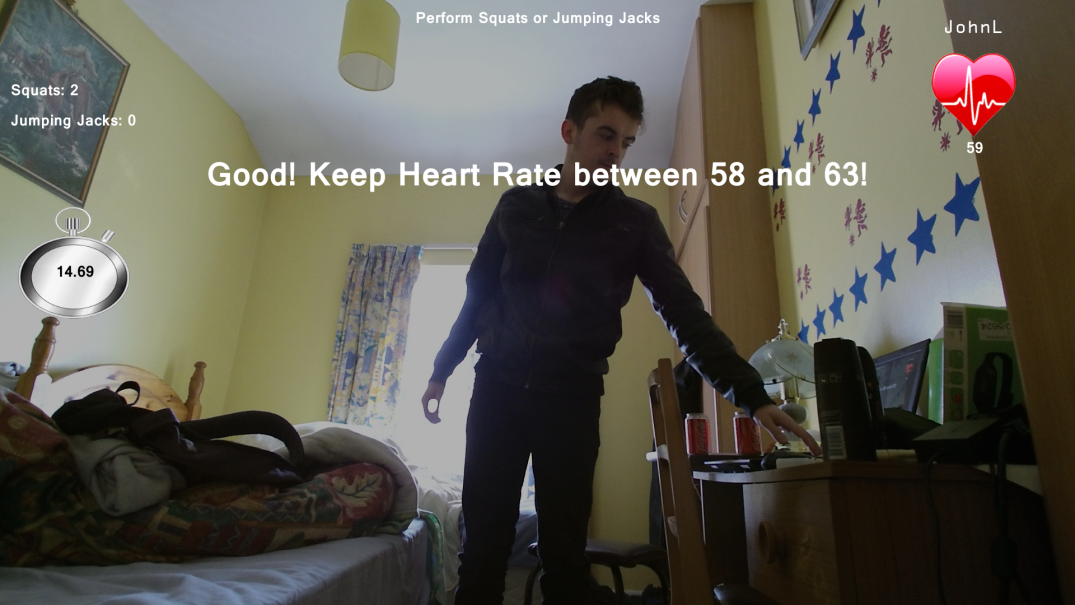 Perform Squats or Jumping Jacks
JohnL
Squats: 2
Jumping Jacks: 0
59
Good! Keep Heart Rate between 58 and 63!
14.69